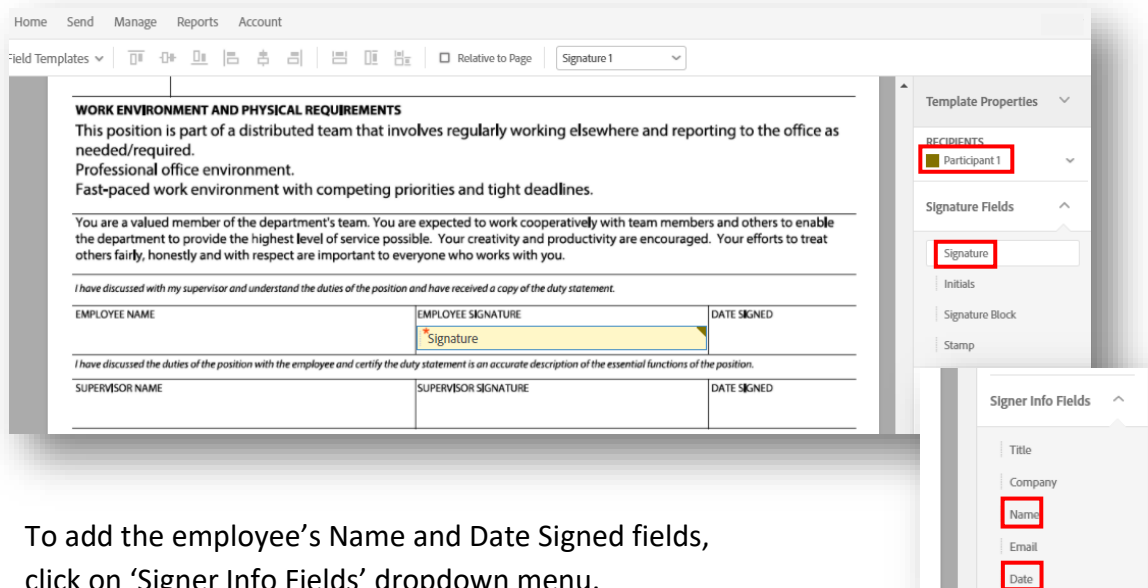 Home Send Manage Reports Account
Field Templates Relative to Page Signature 1
WORK ENVIRONMENT AND PHYSICAL REQUIREMENTS
This position is part of a distributed team that involves regularly working elsewhere and reporting to the office as
needed/required.
Professional office environment.
Fast-paced work environment with competing priorities and tight deadlines.
You are a valued member of the department's team. You are expected to work cooperatively with team members and others to enable
the department to provide the highest level of service possible. Your creativity and productivity are encouraged. Your efforts to treat
others fairly, honestly and with respect are important to everyone who works with you.
I have discussed with my supervisor and understand the duties of the position and have received a copy of the duty statement.
EMPLOYEE NAME EMPLOYEE SIGNATURE DATE SIGNED
*Signature
I have discussed the duties of the position with the employee and certify the duty statement is an accurate description of the essential functions of the position.
SUPERVISOR NAME SUPERVISOR SIGNATURE DATE SIGNED
Template Properties
RECIPIENTS
Participant 1
Signature Fields
Signature
Initials
Signature Block
Stamp
Signer Info Fields
Title
Company
Name
Email
Date
To add the employee’s Name and Date Signed fields,
click on ‘Signer Info Fields’ dropdown menu.